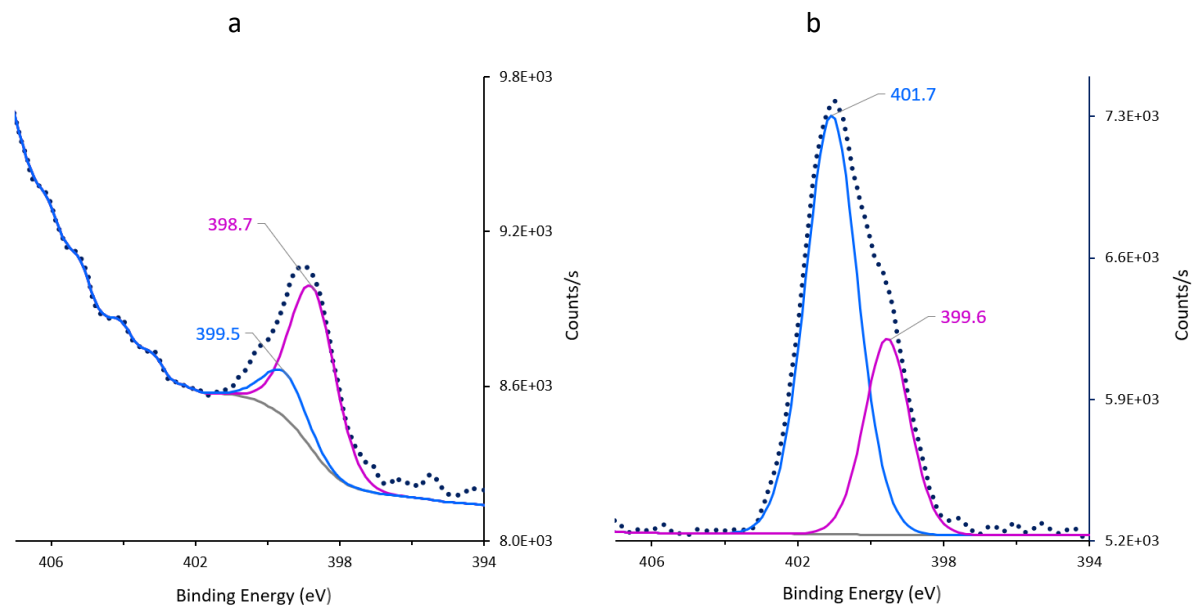 a
9.8E+03
9.2E+03
8.6E+03
8.0E+03
Counts/s
398.7
399.5
406
402
398
394
Binding Energy (eV)
b
7.3E+03
6.6E+03
5.9E+03
5.2E+03
Counts/s
401.7
399.6
406
402
398
394
Binding Energy (eV)